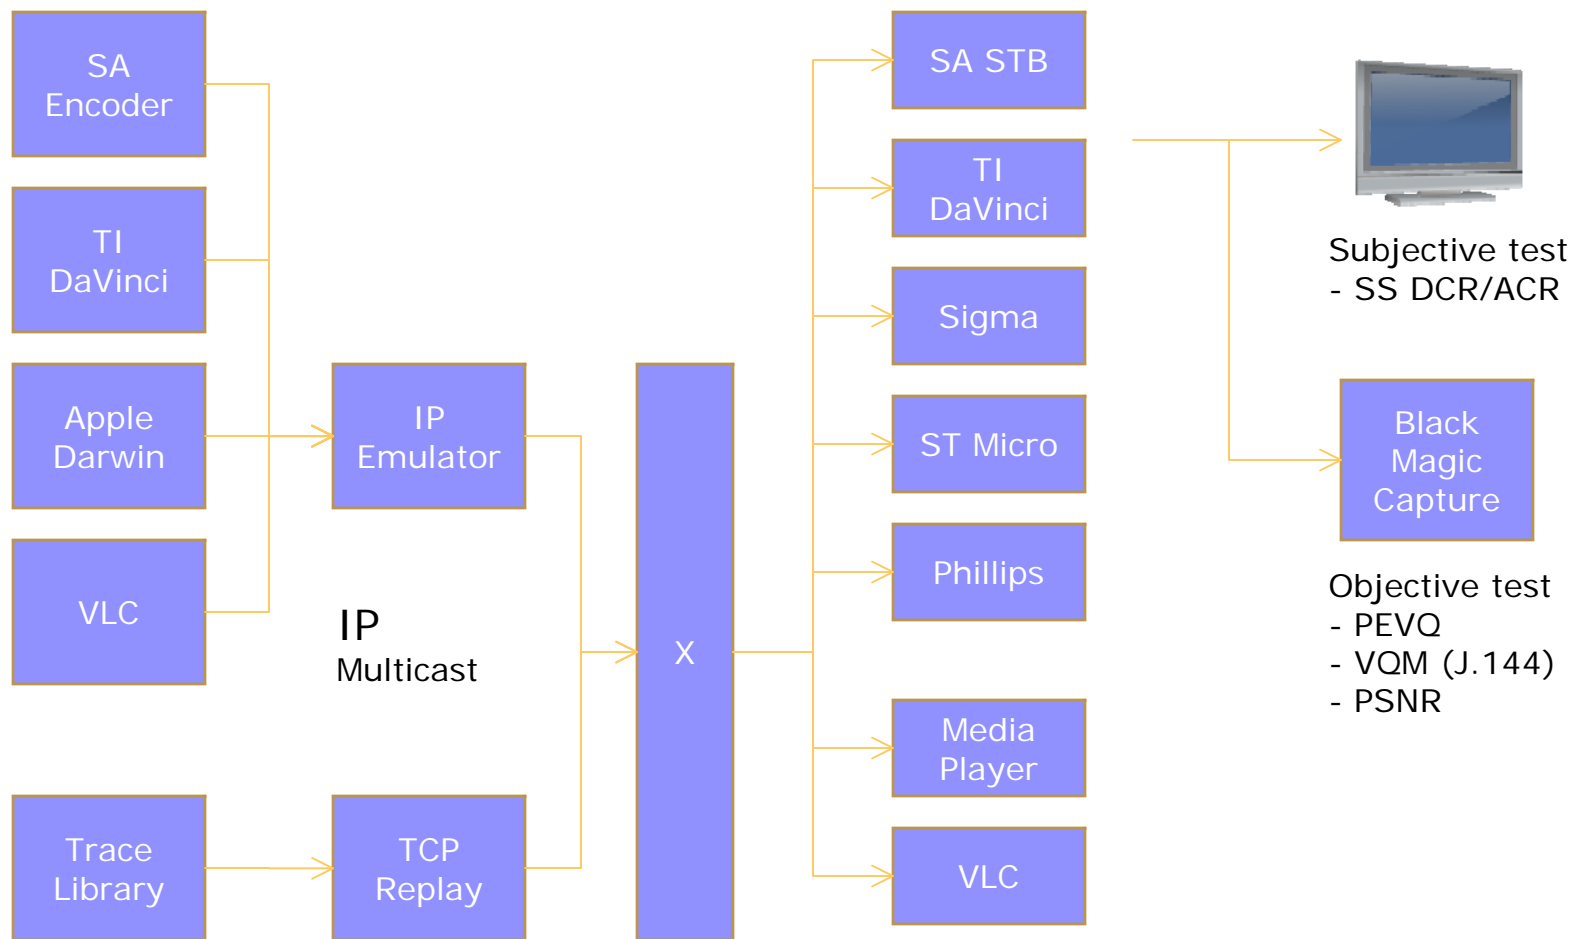 SA
Encoder
TI
DaVinci
Apple
Darwin
VLC
Trace
Library
IP
Emulator
IP
Multicast
TCP
Replay
X
SA STB
TI
DaVinci
Sigma
ST Micro
Phillips
Media
Player
VLC
Subjective test
- SS DCR/ACR
Black
Magic
Capture
Objective test
- PEVQ
- VQM (J.144)
- PSNR